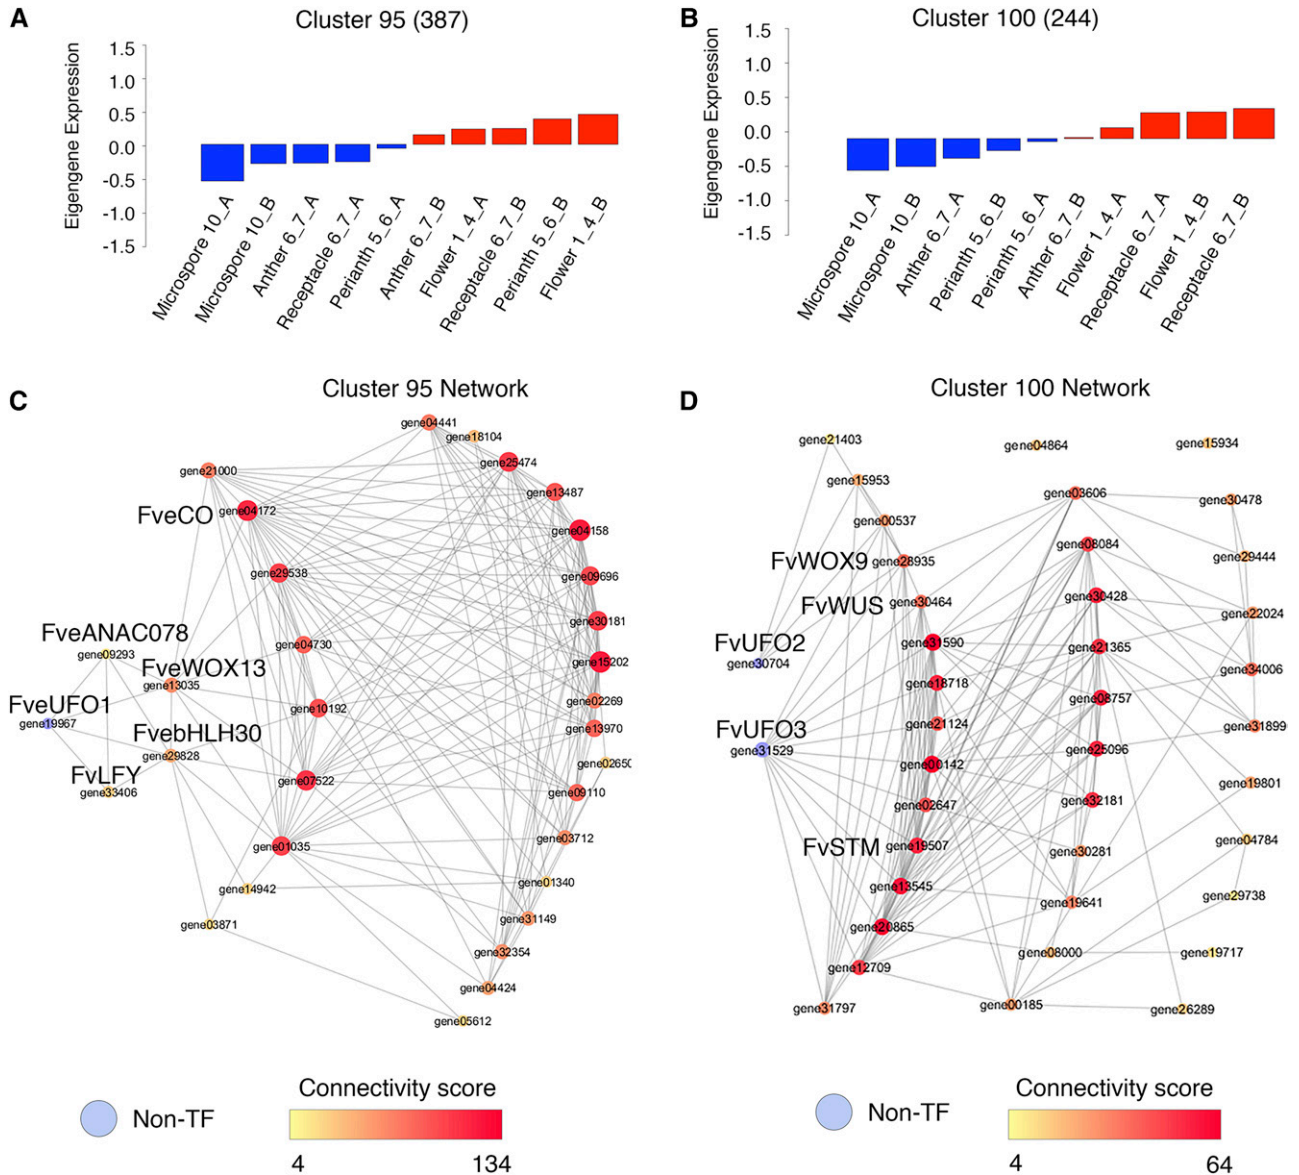 A
Cluster 95 (387)
Eigengene Expression
1.5
1.0
0.5
0.0
-0.5
-1.0
-1.5
Microspore 10_A
Microspore 10_B
Anther 6_7_A
Receptacle 6_7_A
Perianth 5_6_A
Anther 6_7_B
Flower 1_4_A
Receptacle 6_7_B
Perianth 5_6_B
Flower 1_4_B
B
Cluster 100 (244)
Eigengene Expression
1.5
1.0
0.5
0.0
-0.5
-1.0
-1.5
Microspore 10_A
Microspore 10_B
Anther 6_7_A
Perianth 5_6_B
Perianth 5_6_A
Anther 6_7_B
Flower 1_4_A
Receptacle 6_7_A
Flower 1_4_B
Receptacle 6_7_B
C
Cluster 95 Network
gene04441
gene18104
gene25474
gene21000
gene13487
FveCO gene04172
gene04158
gene29538
gene09696
gene30181
FveANAC078
gene09293
gene04730
gene15202
FveWOX13
gene13035
gene02269
FveUFO1
gene19967
gene10192
gene13970
FvebHLH30
gene29828
gene02650
FvLFY
gene33406
gene07522
gene09110
gene01035
gene03712
gene14942
gene01340
gene03871
gene31149
gene32354
gene04424
gene05612
Non-TF
Connectivity score
4
134
D
Cluster 100 Network
gene21403
gene04864
gene15934
gene15953
gene03606
gene30478
gene00537
gene08084
gene29444
FvWOX9 gene28935
gene30428
FvWUS gene30464
gene22024
FvUFO2
gene30704
gene31590
gene21365
gene34006
gene18718
gene08757
FvUFO3
gene31529
gene21124
gene31899
gene00142
gene25096
gene19801
gene02647
gene32181
FvSTM gene19507
gene30281
gene04784
gene13545
gene19641
gene29738
gene20865
gene08000
gene19717
gene12709
gene31797
gene00185
gene26289
Non-TF
Connectivity score
4
64